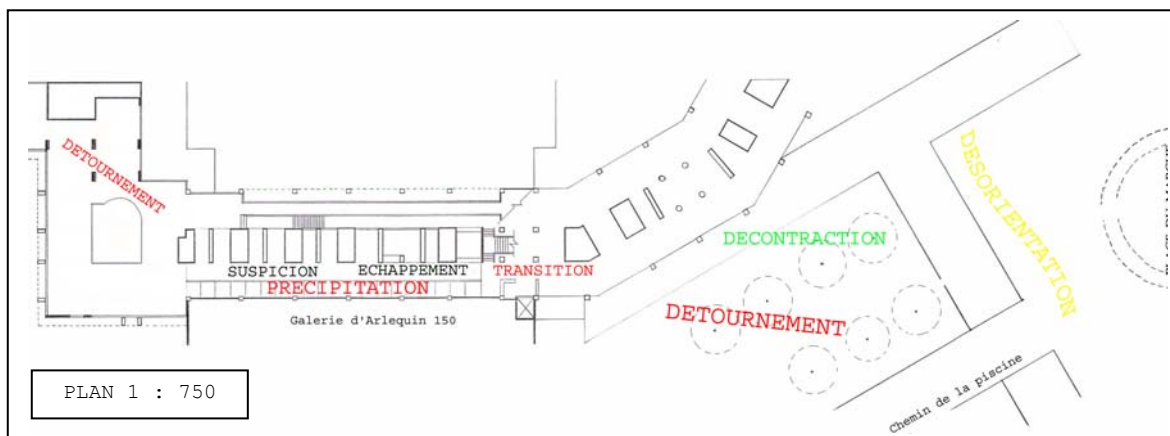 DETOURNEMENT
SUSPICION
ECHAPPEMENT
TRANSITION
PRECIPITATION
Galerie d'Arlequin 150
DECONTRACTION
DETOURNEMENT
DESORIENTATION
Chemin de la piscine
PLAN 1 : 750